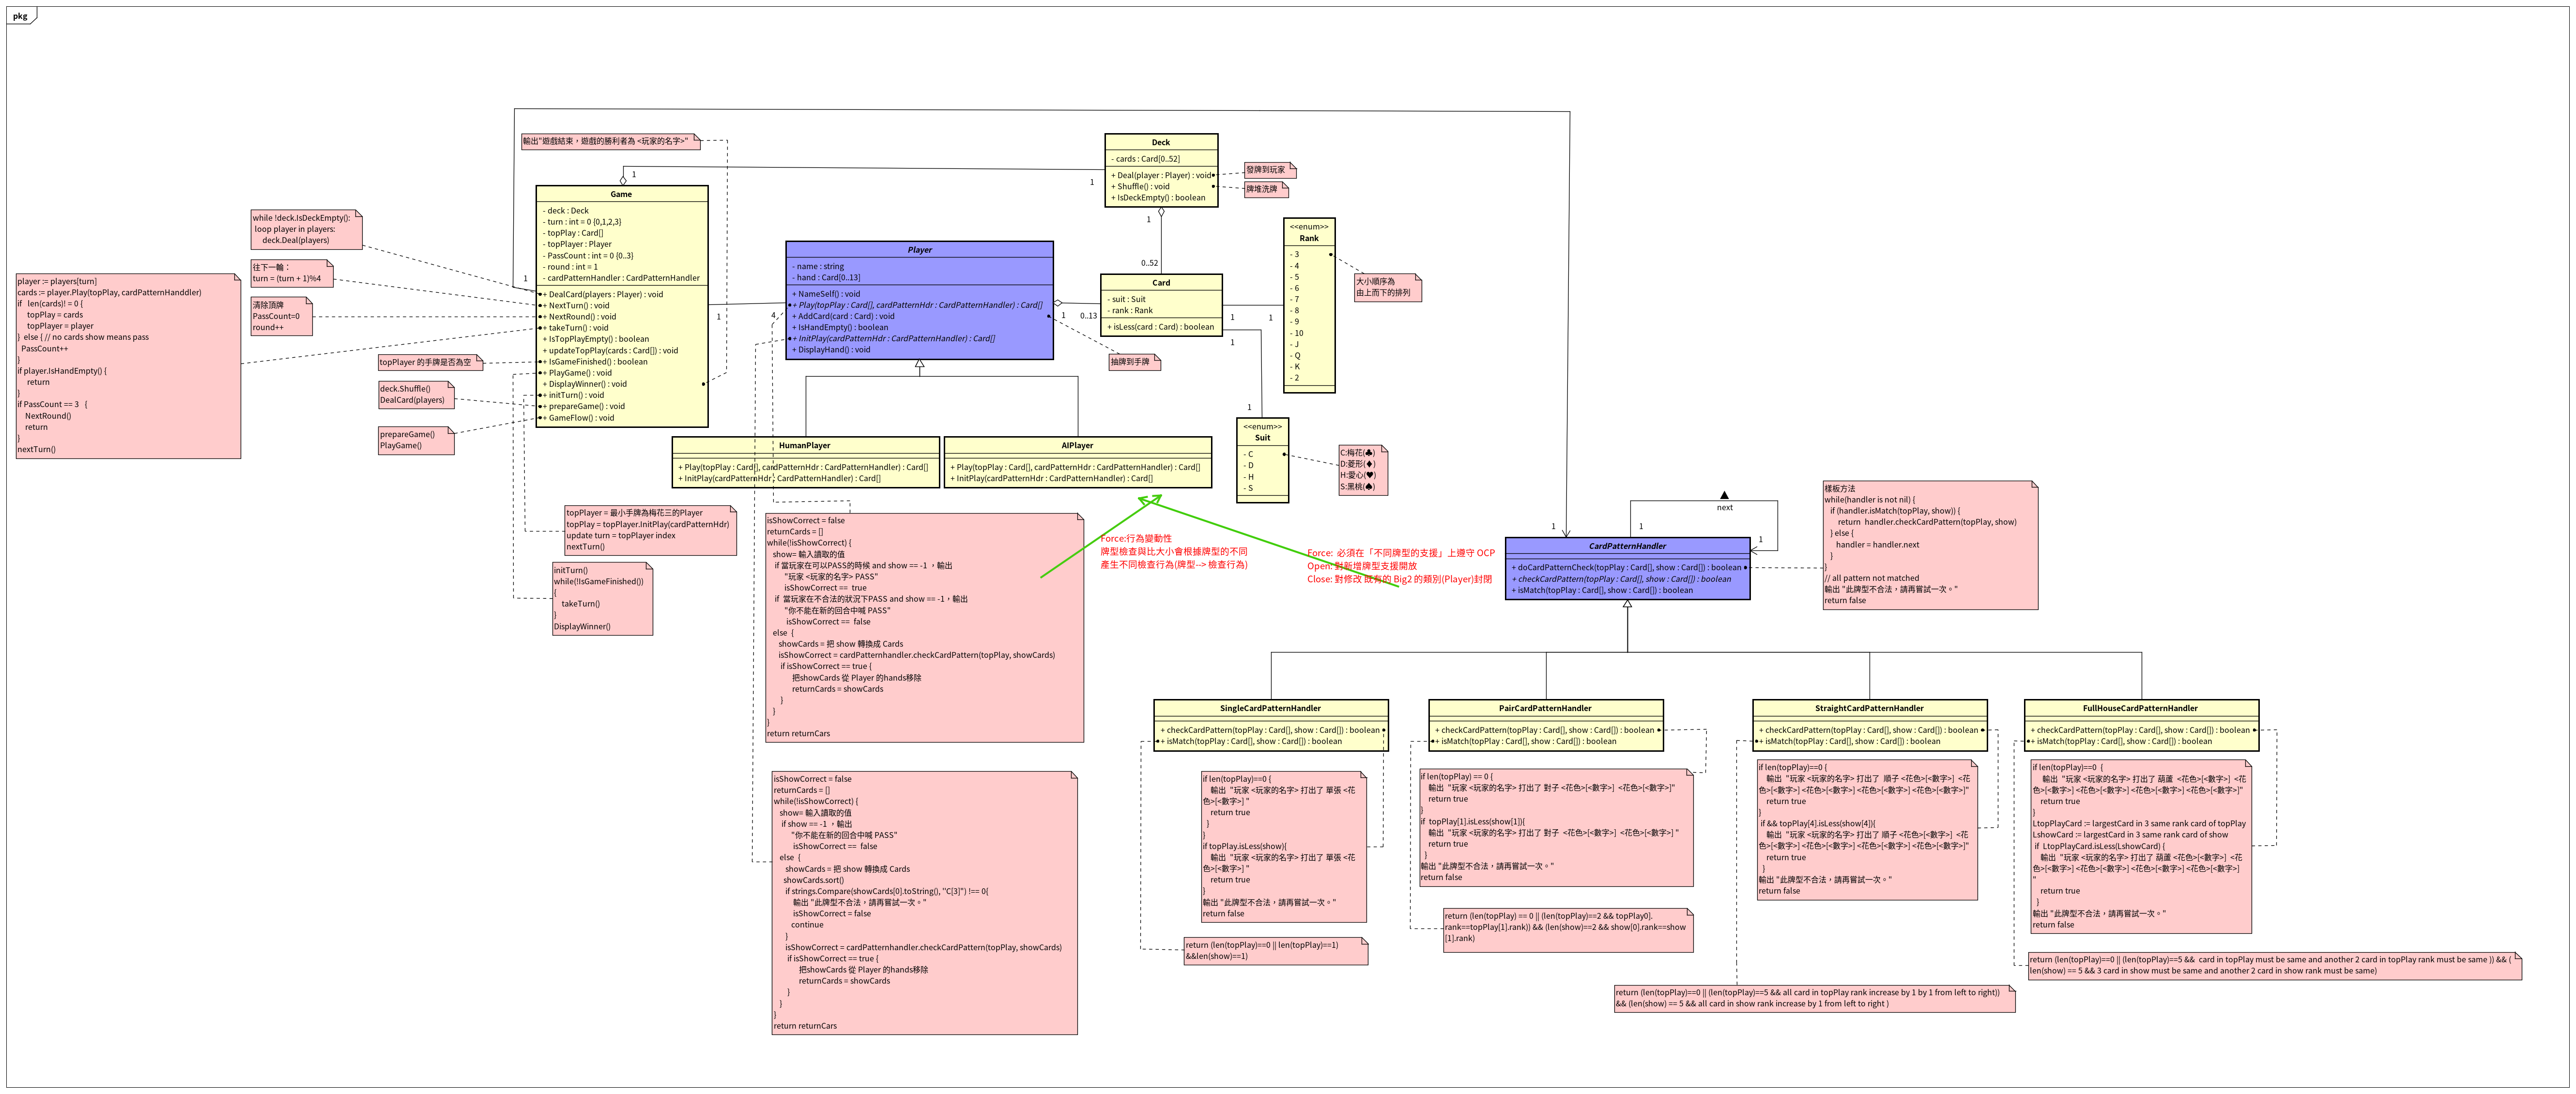 pkg
輸出"遊戲結束，遊戲的勝利者為 <玩家的名字>"
Game
- deck : Deck
- turn : int = 0 {0,1,2,3}
- topPlay : Card[]
- topPlayer : Player
- PassCount : int = 0 {0..3}
- round : int = 1
- cardPatternHandler : CardPatternHandler
+ DealCard(players : Player) : void
+ NextTurn() : void
+ NextRound() : void
+ takeTurn() : void
+ IsTopPlayEmpty() : boolean
+ updateTopPlay(cards : Card[]) : void
+ IsGameFinished() : boolean
+ PlayGame() : void
+ DisplayWinner() : void
+ initTurn() : void
+ prepareGame() : void
+ GameFlow() : void
while !deck.IsDeckEmpty():
loop player in players:
deck.Deal(players)
往下一輪：
turn = (turn + 1)%4
清除頂牌
PassCount=0
round++
player := players[turn]
cards := player.Play(topPlay, cardPatternHanddler)
if   len(cards)! = 0 {
topPlay = cards
topPlayer = player
}  else { // no cards show means pass
PassCount++
}
if player.IsHandEmpty() {
return
}
if PassCount == 3   {
NextRound()
return
}
nextTurn()
topPlayer 的手牌是否為空
deck.Shuffle()
DealCard(players)
prepareGame()
PlayGame()
topPlayer = 最小手牌為梅花三的Player
topPlay = topPlayer.InitPlay(cardPatternHdr)
update turn = topPlayer index
nextTurn()
initTurn()
while(!IsGameFinished())
{
takeTurn()
}
DisplayWinner()
1
1
1
1
4
Player
- name : string
- hand : Card[0..13]
+ NameSelf() : void
+ Play(topPlay : Card[], cardPatternHdr : CardPatternHandler) : Card[]
+ AddCard(card : Card) : void
+ IsHandEmpty() : boolean
+ InitPlay(cardPatternHdr : CardPatternHandler) : Card[]
+ DisplayHand() : void
1
0..13
抽牌到手牌
Deck
- cards : Card[0..52]
+ Deal(player : Player) : void
+ Shuffle() : void
+ IsDeckEmpty() : boolean
發牌到玩家
牌堆洗牌
1
0..52
Card
- suit : Suit
- rank : Rank
+ isLess(card : Card) : boolean
1
1
1
1
<<enum>>
Rank
- 3
- 4
- 5
- 6
- 7
- 8
- 9
- 10
- J
- Q
- K
- 2
大小順序為
由上而下的排列
<<enum>>
Suit
- C
- D
- H
- S
C:梅花(♣)
D:菱形(♦)
H:愛心(♥)
S:黑桃(♠)
HumanPlayer
+ Play(topPlay : Card[], cardPatternHdr : CardPatternHandler) : Card[]
+ InitPlay(cardPatternHdr : CardPatternHandler) : Card[]
AIPlayer
+ Play(topPlay : Card[], cardPatternHdr : CardPatternHandler) : Card[]
+ InitPlay(cardPatternHdr : CardPatternHandler) : Card[]
isShowCorrect = false
returnCards = []
while(!isShowCorrect) {
show= 輸入讀取的值
if 當玩家在可以PASS的時候 and show == -1 ，輸出
"玩家 <玩家的名字> PASS"
isShowCorrect ==  true
if  當玩家在不合法的狀況下PASS and show == -1，輸出
"你不能在新的回合中喊 PASS"
isShowCorrect ==  false
else  {
showCards = 把 show 轉換成 Cards
isShowCorrect = cardPatternhandler.checkCardPattern(topPlay, showCards)
if isShowCorrect == true {
把showCards 從 Player 的hands移除
returnCards = showCards
}
}
}
return returnCars
isShowCorrect = false
returnCards = []
while(!isShowCorrect) {
show= 輸入讀取的值
if show == -1 ，輸出
"你不能在新的回合中喊 PASS"
isShowCorrect ==  false
else  {
showCards = 把 show 轉換成 Cards
showCards.sort()
if strings.Compare(showCards[0].toString(), "C[3]") !== 0{
輸出 "此牌型不合法，請再嘗試一次。"
isShowCorrect = false
continue
}
isShowCorrect = cardPatternhandler.checkCardPattern(topPlay, showCards)
if isShowCorrect == true {
把showCards 從 Player 的hands移除
returnCards = showCards
}
}
}
return returnCars
Force:行為變動性
牌型檢查與比大小會根據牌型的不同
產生不同檢查行為(牌型--> 檢查行為)
Force:  必須在「不同牌型的支援」上遵守 OCP
Open: 對新增牌型支援開放
Close: 對修改 既有的 Big2 的類別(Player)封閉
1
1
next
1
CardPatternHandler
+ doCardPatternCheck(topPlay : Card[], show : Card[]) : boolean
+ checkCardPattern(topPlay : Card[], show : Card[]) : boolean
+ isMatch(topPlay : Card[], show : Card[]) : boolean
樣板方法
while(handler is not nil) {
if (handler.isMatch(topPlay, show)) {
return  handler.checkCardPattern(topPlay, show)
} else {
handler = handler.next
}
}
// all pattern not matched
輸出 "此牌型不合法，請再嘗試一次。"
return false
SingleCardPatternHandler
+ checkCardPattern(topPlay : Card[], show : Card[]) : boolean
+ isMatch(topPlay : Card[], show : Card[]) : boolean
if len(topPlay)==0 {
輸出  "玩家 <玩家的名字> 打出了 單張 <花
色>[<數字>] "
return true
}
}
if topPlay.isLess(show){
輸出  "玩家 <玩家的名字> 打出了 單張 <花
色>[<數字>] "
return true
}
輸出 "此牌型不合法，請再嘗試一次。"
return false
return (len(topPlay)==0 || len(topPlay)==1)
&&len(show)==1)
PairCardPatternHandler
+ checkCardPattern(topPlay : Card[], show : Card[]) : boolean
+ isMatch(topPlay : Card[], show : Card[]) : boolean
if len(topPlay) == 0 {
輸出  "玩家 <玩家的名字> 打出了 對子 <花色>[<數字>]  <花色>[<數字>]"
return true
}
if  topPlay[1].isLess(show[1]){
輸出  "玩家 <玩家的名字> 打出了 對子  <花色>[<數字>]  <花色>[<數字>] "
return true
}
輸出 "此牌型不合法，請再嘗試一次。"
return false
return (len(topPlay) == 0 || (len(topPlay)==2 && topPlay0].
rank==topPlay[1].rank)) && (len(show)==2 && show[0].rank==show
[1].rank)
StraightCardPatternHandler
+ checkCardPattern(topPlay : Card[], show : Card[]) : boolean
+ isMatch(topPlay : Card[], show : Card[]) : boolean
if len(topPlay)==0 {
輸出  "玩家 <玩家的名字> 打出了  順子 <花色>[<數字>]  <花
色>[<數字>] <花色>[<數字>] <花色>[<數字>] <花色>[<數字>]"
return true
}
if && topPlay[4].isLess(show[4]){
輸出  "玩家 <玩家的名字> 打出了 順子 <花色>[<數字>]  <花
色>[<數字>] <花色>[<數字>] <花色>[<數字>] <花色>[<數字>]"
return true
}
輸出 "此牌型不合法，請再嘗試一次。"
return false
return (len(topPlay)==0 || (len(topPlay)==5 && all card in topPlay rank increase by 1 by 1 from left to right))
&& (len(show) == 5 && all card in show rank increase by 1 from left to right )
FullHouseCardPatternHandler
+ checkCardPattern(topPlay : Card[], show : Card[]) : boolean
+ isMatch(topPlay : Card[], show : Card[]) : boolean
if len(topPlay)==0  {
輸出  "玩家 <玩家的名字> 打出了 葫蘆  <花色>[<數字>]  <花
色>[<數字>] <花色>[<數字>] <花色>[<數字>] <花色>[<數字>]"
return true
}
LtopPlayCard := largestCard in 3 same rank card of topPlay
LshowCard := largestCard in 3 same rank card of show
if  LtopPlayCard.isLess(LshowCard) {
輸出  "玩家 <玩家的名字> 打出了 葫蘆 <花色>[<數字>]  <花
色>[<數字>] <花色>[<數字>] <花色>[<數字>] <花色>[<數字>]
"
return true
}
輸出 "此牌型不合法，請再嘗試一次。"
return false
return (len(topPlay)==0 || (len(topPlay)==5 &&  card in topPlay must be same and another 2 card in topPlay rank must be same )) && (
len(show) == 5 && 3 card in show must be same and another 2 card in show rank must be same)